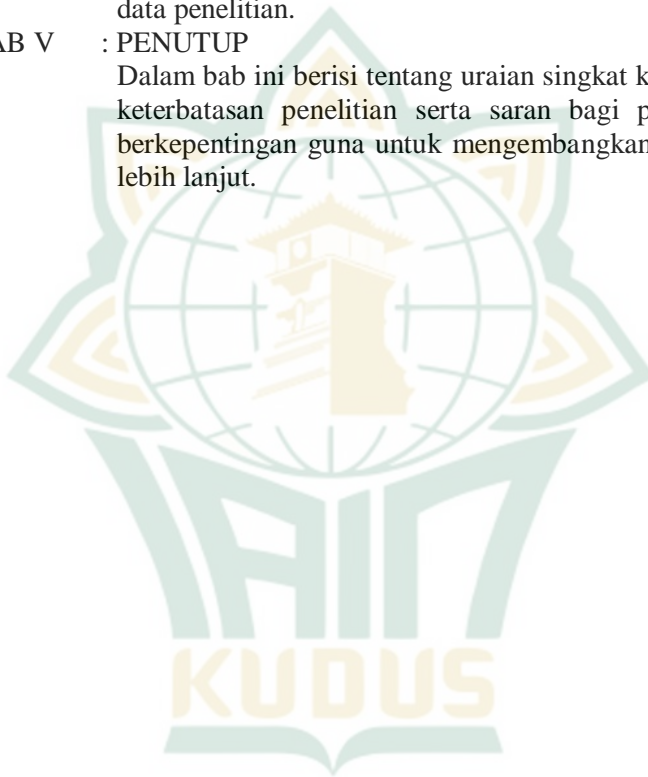 data penelitian.
AB V : PENUTUP
Dalam bab ini berisi tentang uraian singkat k
keterbatasan penelitian serta saran bagi p
berkepentingan guna untuk mengembangkan
lebih lanjut.
IAIN
KUDUS